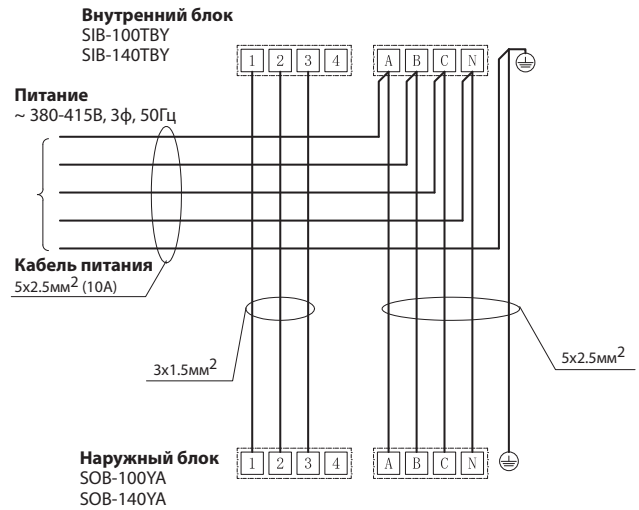 Внутренний блок
SIB-100TBY
SIB-140TBY
1 2 3 4 A B C N
Питание
~ 380-415В, 3ф, 50Гц
Кабель питания
5x2.5мм2 (10А)
3x1.5мм2
5x2.5мм2
Наружный блок
SOB-100YA
SOB-140YA
1 2 3 4 A B C N